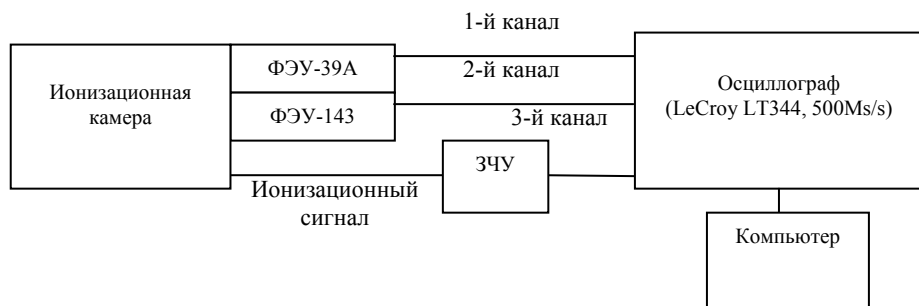 1-й канал
ФЭУ-39А
2-й канал
Ионизационная
камера
Осциллограф
(LeCroy LT344, 500Ms/s)
ФЭУ-143
3-й канал
ЗЧУ
Ионизационный
сигнал
Компьютер